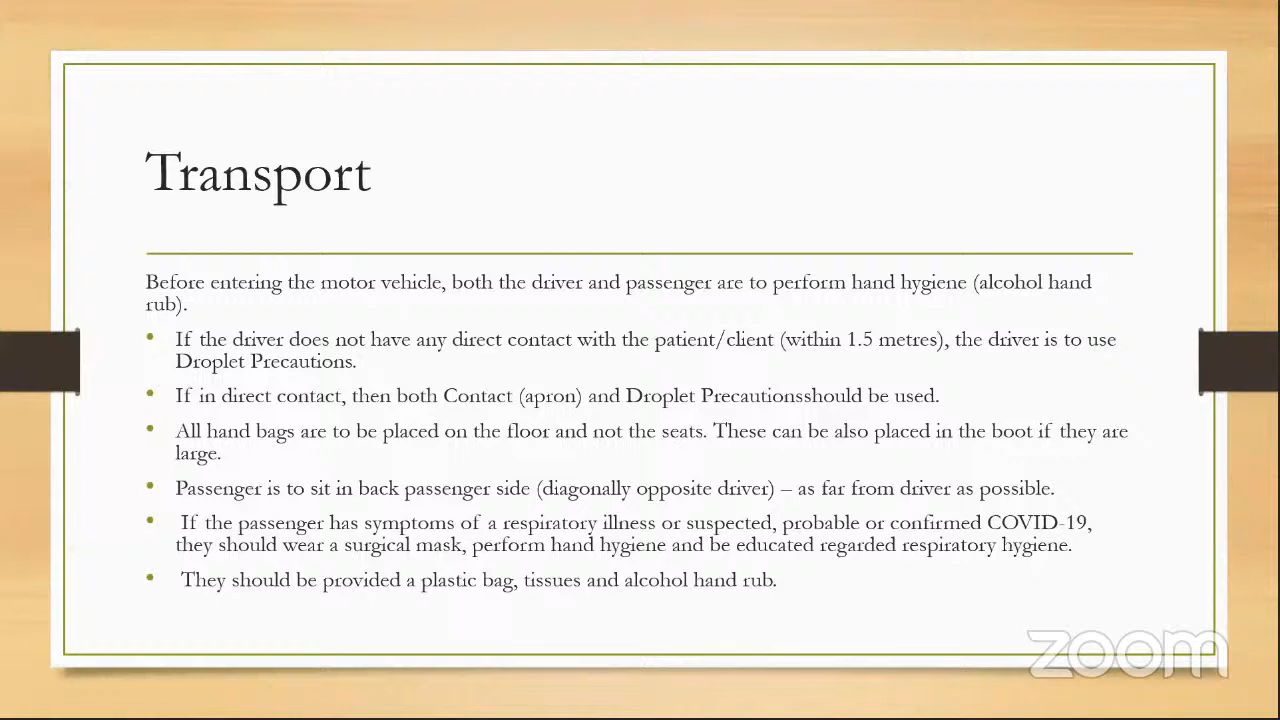 Transport
Before entering the motor vehicle, both the driver and passenger are to perform hand hygiene (alcohol hand
rub).
• If the driver does not have any direct contact with the patient/client (within 1.5 metres), the driver is to use
Droplet Precautions.
• If in direct contact, then both Contact (apron) and Droplet Precautionsshould be used.
• All hand bags are to be placed on the floor and not the seats. These can be also placed in the boot if they are
large.
• Passenger is to sit in back passenger side (diagonally opposite driver) – as far from driver as possible.
• If the passenger has symptoms of a respiratory illness or suspected, probable or confirmed COVID-19,
they should wear a surgical mask, perform hand hygiene and be educated regarded respiratory hygiene.
• They should be provided a plastic bag, tissues and alcohol hand rub.
zoom